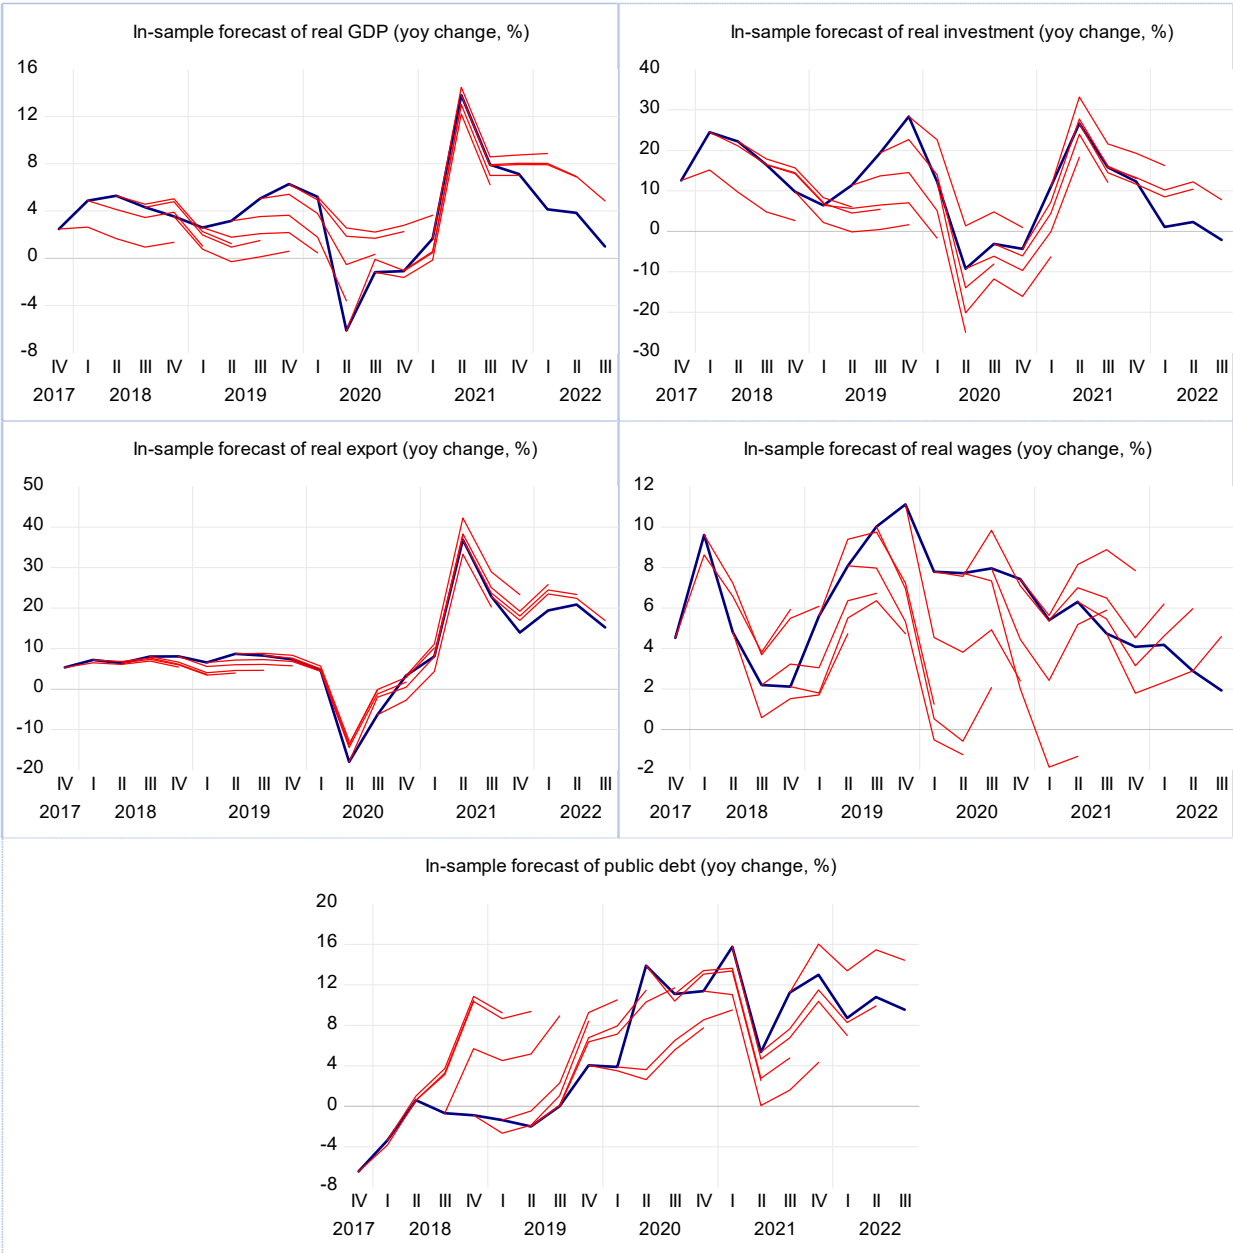 In-sample forecast of real GDP (yoy change, %)
16
12
8
4
0
-4
-8
IV I II III IV I II III IV I II III IV I II III IV I II III
2017 2018 2019 2020 2021 2022
In-sample forecast of real investment (yoy change, %)
40
30
20
10
0
-10
-20
-30
IV I II III IV I II III IV I II III IV I II III IV I II III
2017 2018 2019 2020 2021 2022
In-sample forecast of real export (yoy change, %)
50
40
30
20
10
0
-10
-20
IV I II III IV I II III IV I II III IV I II III IV I II III
2017 2018 2019 2020 2021 2022
In-sample forecast of real wages (yoy change, %)
12
10
8
6
4
2
0
-2
IV I II III IV I II III IV I II III IV I II III IV I II III
2017 2018 2019 2020 2021 2022
In-sample forecast of public debt (yoy change, %)
20
16
12
8
4
0
-4
-8
IV I II III IV I II III IV I II III IV I II III IV I II III
2017 2018 2019 2020 2021 2022